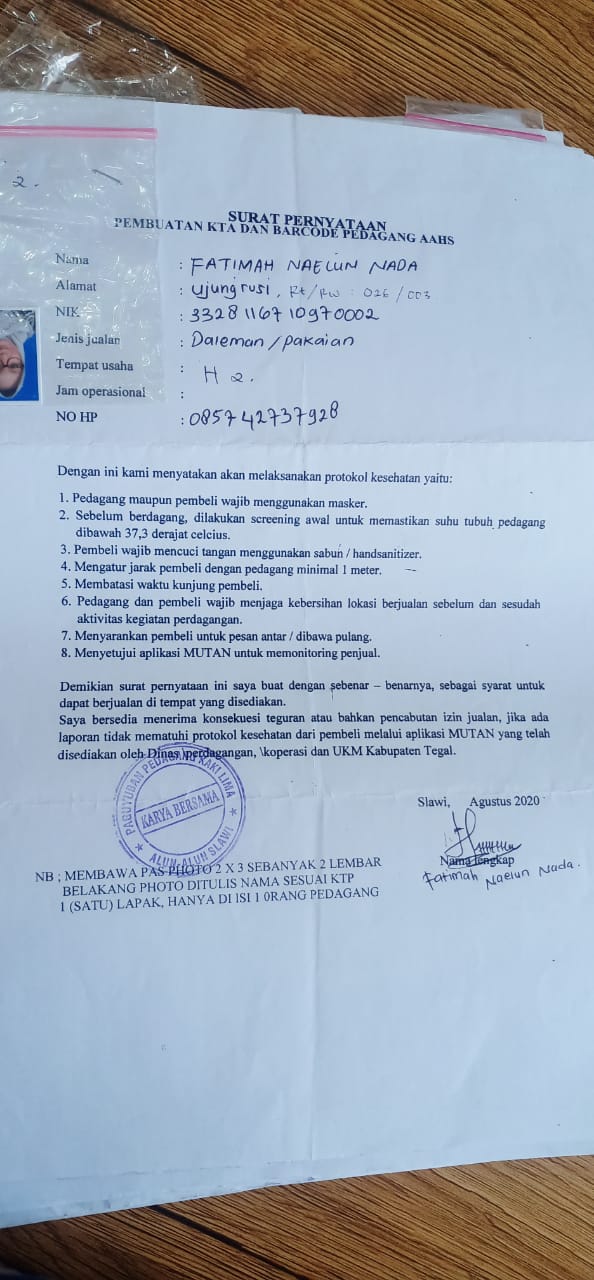 2.
SURAT PERNYATAAN
PEMBUATAN KTA DAN BARCODE PEDAGANG AAHS
Nama : FATIMAH NAELUN NADA
Alamat : Ujungrusi, Rt/Rw : 026/003
NIK : 3328116710970002
Jenis jualan : Daleman/pakaian
Tempat usaha : H 2.
Jam operasional :
NO HP : 085742737928
Dengan ini kami menyatakan akan melaksanakan protokol kesehatan yaitu:
1. Pedagang maupun pembeli wajib menggunakan masker.
2. Sebelum berdagang, dilakukan screening awal untuk memastikan suhu tubuh pedagang
dibawah 37,3 derajat celcius.
3. Pembeli wajib mencuci tangan menggunakan sabun / handsanitizer.
4. Mengatur jarak pembeli dengan pedagang minimal 1 meter.
5. Membatasi waktu kunjung pembeli.
6. Pedagang dan pembeli wajib menjaga kebersihan lokasi berjualan sebelum dan sesudah
aktivitas kegiatan perdagangan.
7. Menyarankan pembeli untuk pesan antar / dibawa pulang.
8. Menyetujui aplikasi MUTAN untuk memonitoring penjual.
Demikian surat pernyataan ini saya buat dengan sebenar – benarnya, sebagai syarat untuk
dapat berjualan di tempat yang disediakan.
Saya bersedia menerima konsekuesi teguran atau bahkan pencabutan izin jualan, jika ada
laporan tidak mematuhi protokol kesehatan dari pembeli melalui aplikasi MUTAN yang telah
disediakan oleh Dinas \perdagangan, \koperasi dan UKM Kabupaten Tegal.
PAGUYUBAN PEDAGANG KAKI LIMA
KARYA BERSAMA
ALUN-ALUN SLAWI
Slawi, Agustus 2020
Nama lengkap
Fatimah Naelun Nada.
NB ; MEMBAWA PAS PHOTO 2 X 3 SEBANYAK 2 LEMBAR
BELAKANG PHOTO DITULIS NAMA SESUAI KTP
1 (SATU) LAPAK, HANYA DI ISI 1 0RANG PEDAGANG